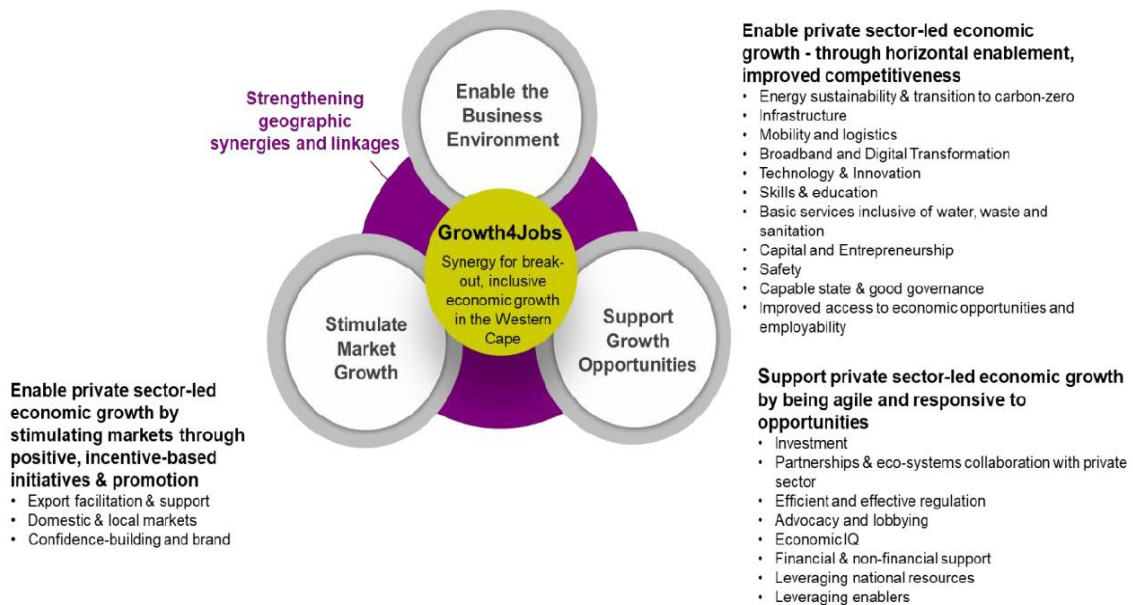 Enable private sector-led economic
growth - through horizontal enablement,
improved competitiveness
• Energy sustainability & transition to carbon-zero
• Infrastructure
• Mobility and logistics
• Broadband and Digital Transformation
• Technology & Innovation
• Skills & education
• Basic services inclusive of water, waste and
sanitation
• Capital and Entrepreneurship
• Safety
• Capable state & good governance
• Improved access to economic opportunities and
employability
Strengthening
geographic
synergies and linkages
Enable the
Business
Environment
Growth4Jobs
Synergy for break-
out, inclusive
economic growth
in the Western
Cape
Stimulate
Market
Growth
Support
Growth
Opportunities
Enable private sector-led
economic growth by
stimulating markets through
positive, incentive-based
initiatives & promotion
• Export facilitation & support
• Domestic & local markets
• Confidence-building and brand
Support private sector-led economic growth
by being agile and responsive to
opportunities
• Investment
• Partnerships & eco-systems collaboration with private
sector
• Efficient and effective regulation
• Advocacy and lobbying
• Economic IQ
• Financial & non-financial support
• Leveraging national resources
• Leveraging enablers